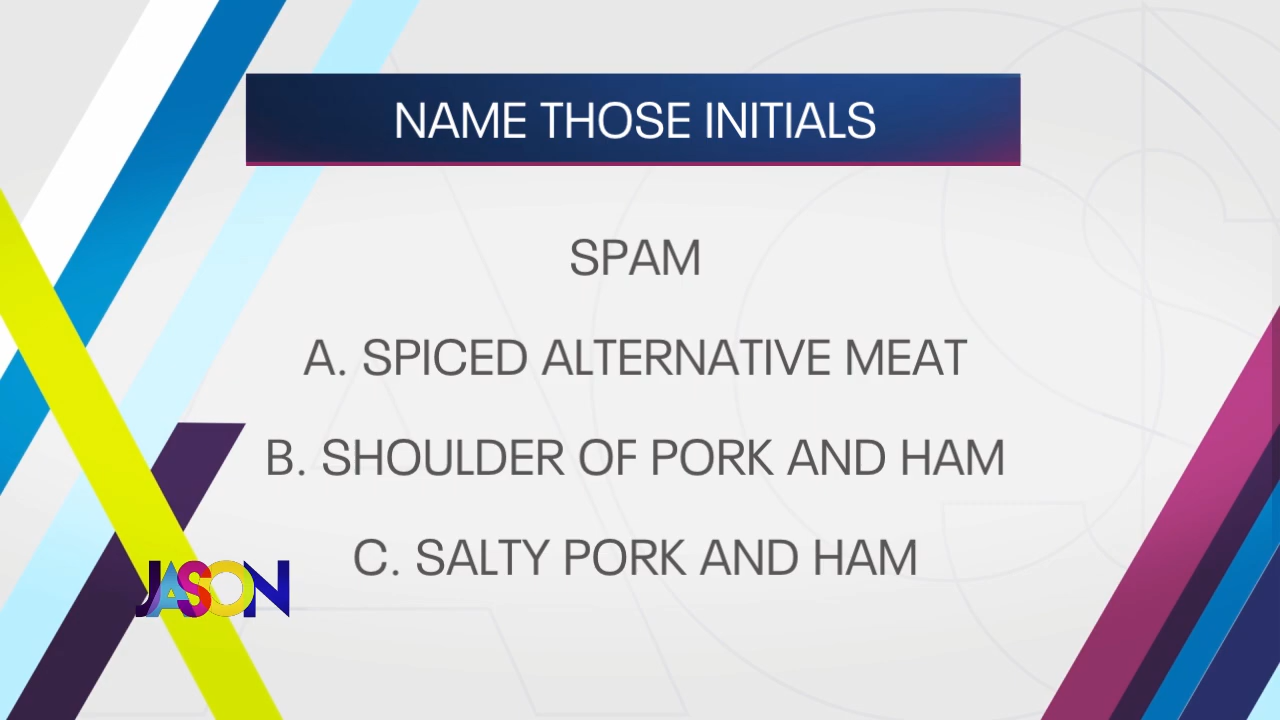 NAME THOSE INITIALS
SPAM
A. SPICED ALTERNATIVE MEAT
B. SHOULDER OF PORK AND HAM
C. SALTY PORK AND HAM
JASON